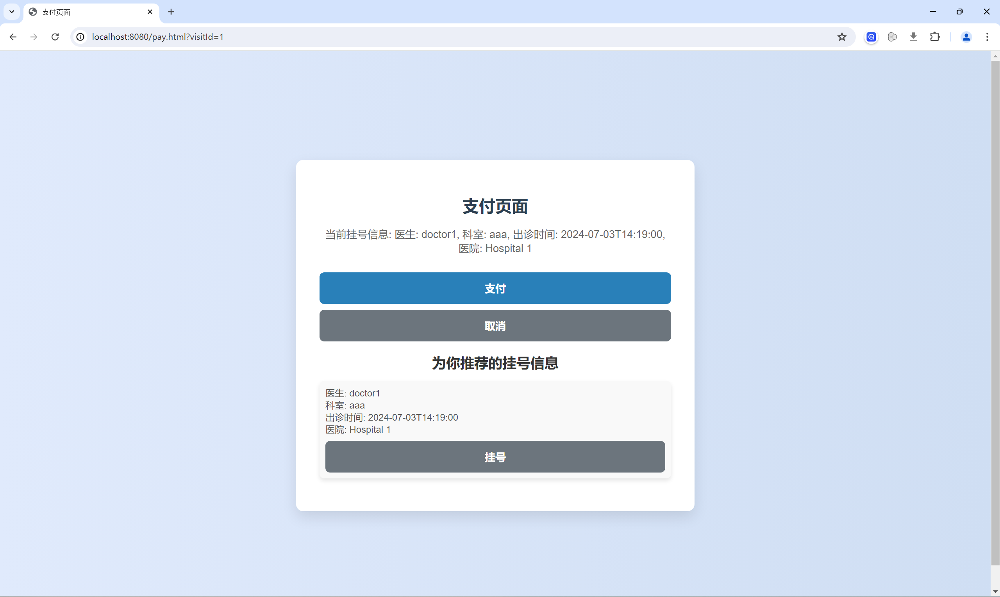 支付页面
localhost:8080/pay.html?visitId=1
支付页面
当前挂号信息: 医生: doctor1, 科室: aaa, 出诊时间: 2024-07-03T14:19:00,
医院: Hospital 1
支付
取消
为你推荐的挂号信息
医生: doctor1
科室: aaa
出诊时间: 2024-07-03T14:19:00
医院: Hospital 1
挂号